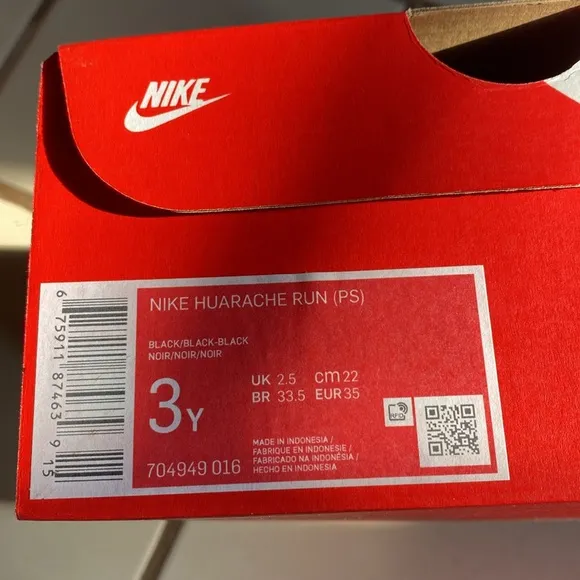 NIKE
NIKE HUARACHE RUN (PS)
BLACK/BLACK-BLACK
NOIR/NOIR/NOIR
3Y
UK 2.5 cm 22
BR 33.5 EUR 35
MADE IN INDONESIA /
FABRIQUE EN INDONESIE /
FABRICADO NA INDONÉSIA /
HECHO EN INDONESIA
704949 016
RFID
6 75911 87463 9 15